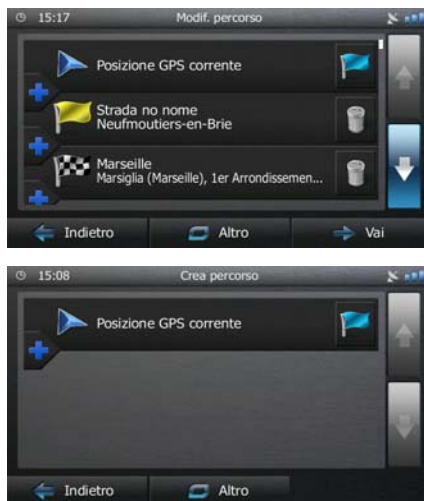 15:17 Modif. percorso
Posizione GPS corrente
Strada no nome
Neufmoutiers-en-Brie
Marseille
Marsiglia (Marseille), 1er Arrondissemen...
Indietro Altro Vai
15:08 Crea percorso
Posizione GPS corrente
Indietro Altro